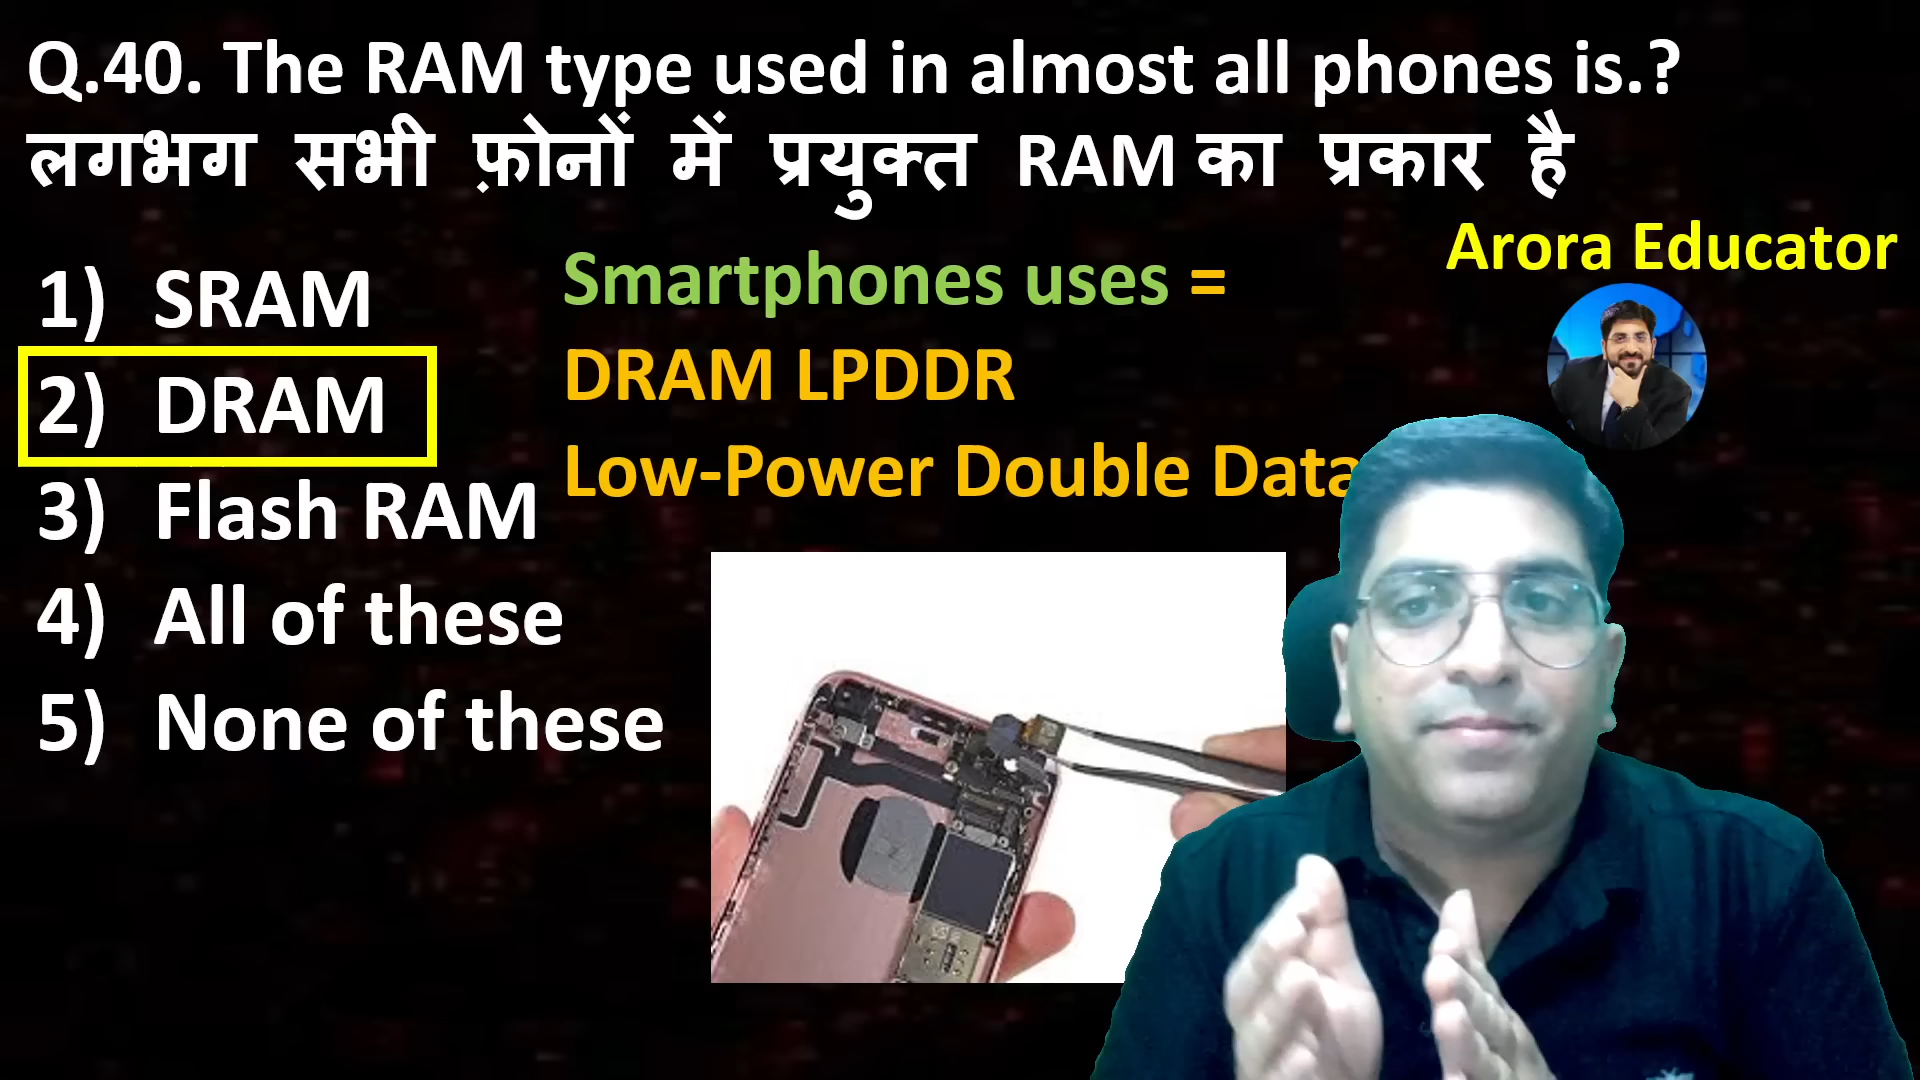 Q.40. The RAM type used in almost all phones is.?
लगभग सभी फ़ोनों में प्रयुक्त RAM का प्रकार है
Arora Educator
1) SRAM
2) DRAM
3) Flash RAM
4) All of these
5) None of these
Smartphones uses =
DRAM LPDDR
Low-Power Double Data